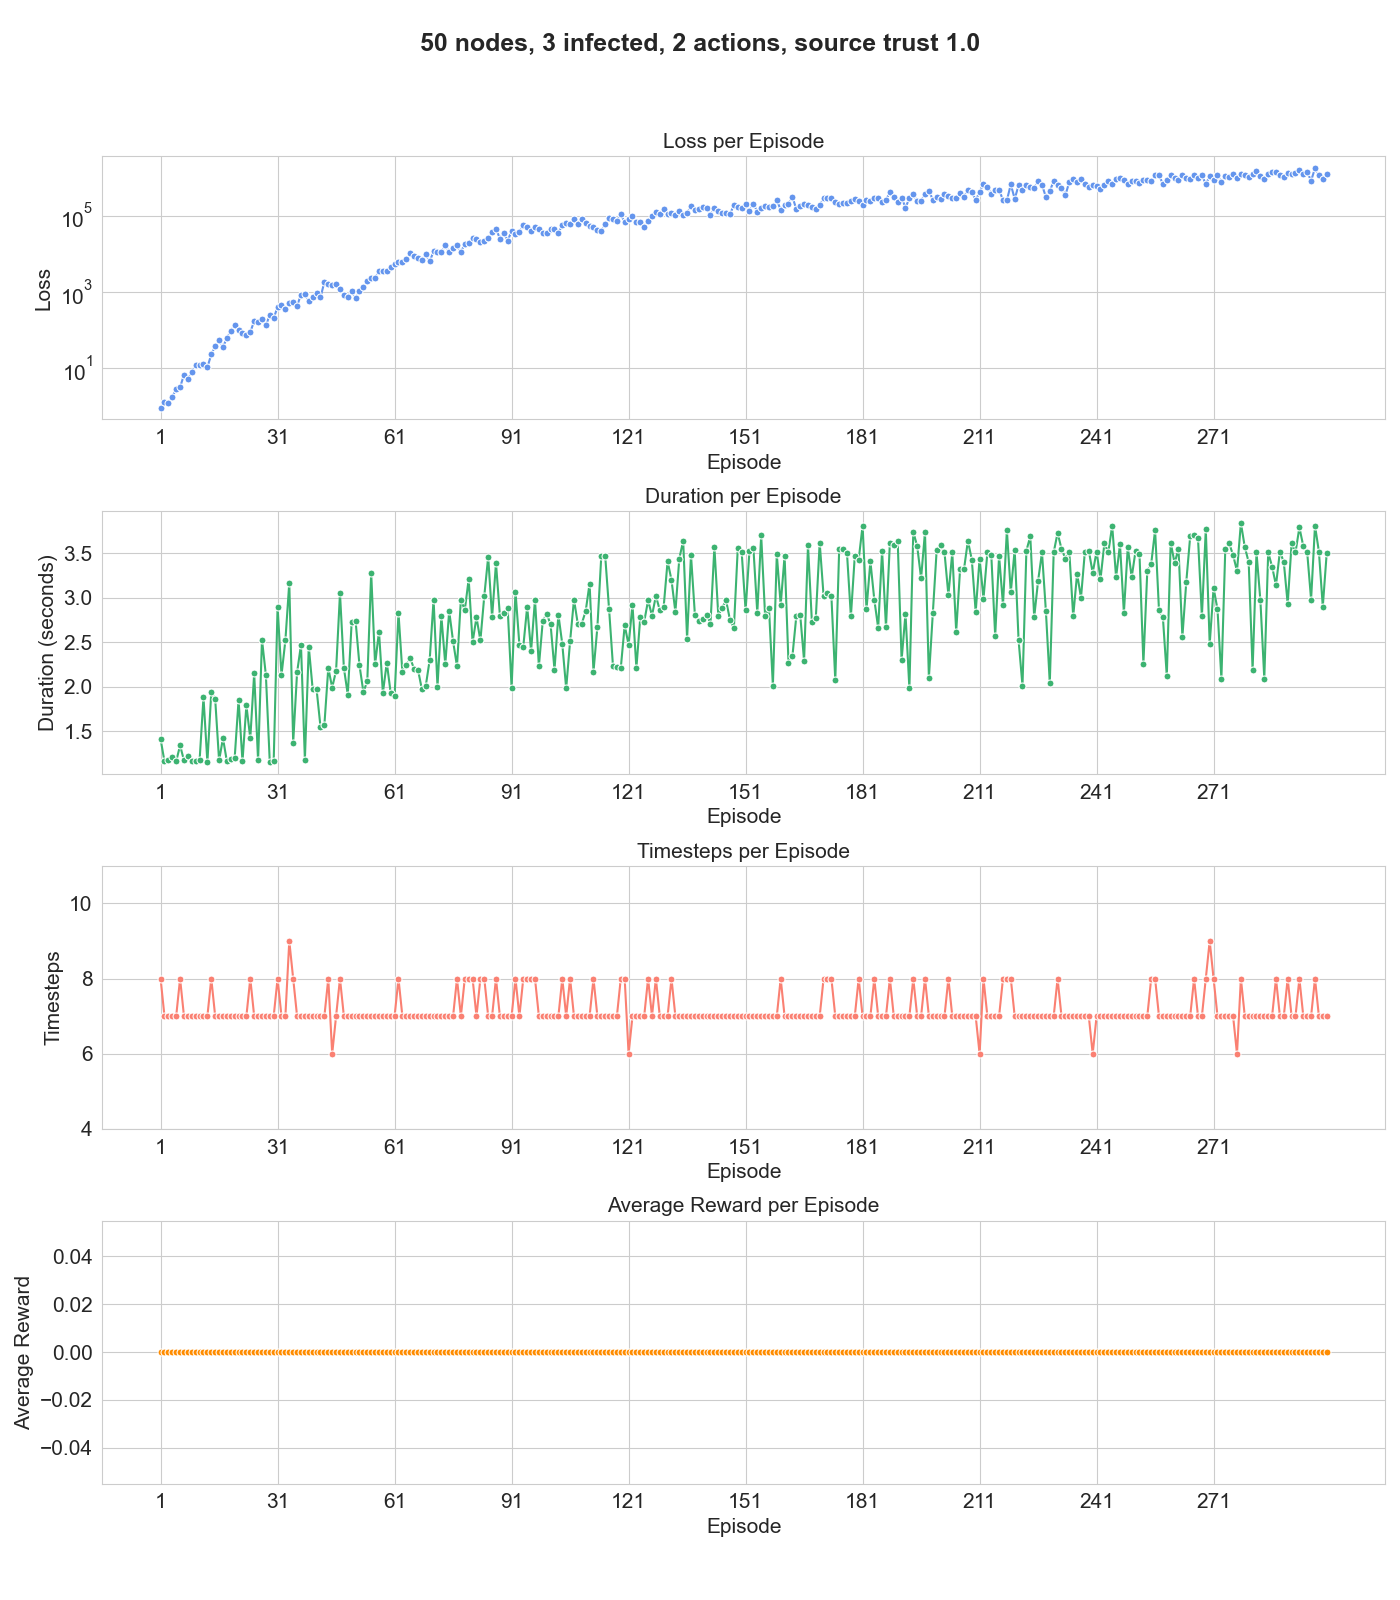 50 nodes, 3 infected, 2 actions, source trust 1.0
Loss per Episode
Loss
10^5
10^3
10^1
1 31 61 91 121 151 181 211 241 271
Episode
Duration per Episode
Duration (seconds)
3.5
3.0
2.5
2.0
1.5
1 31 61 91 121 151 181 211 241 271
Episode
Timesteps per Episode
Timesteps
10
8
6
4
1 31 61 91 121 151 181 211 241 271
Episode
Average Reward per Episode
Average Reward
0.04
0.02
0.00
−0.02
−0.04
1 31 61 91 121 151 181 211 241 271
Episode